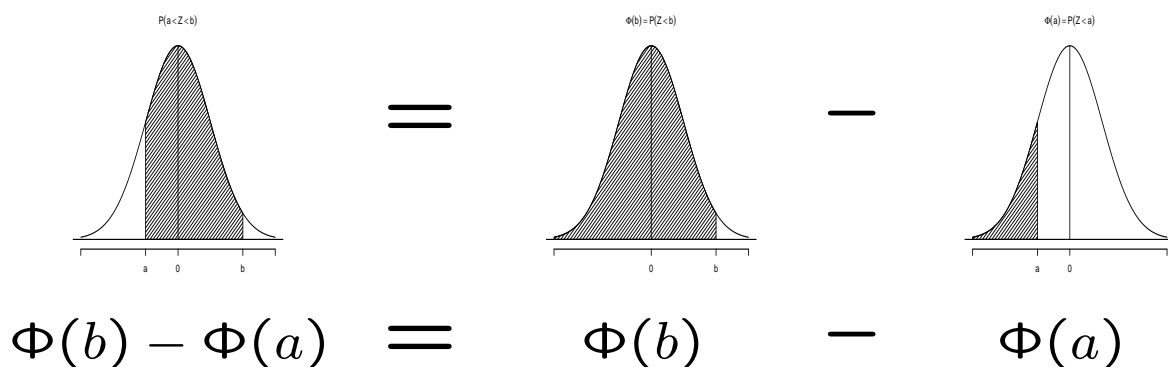 P(a<Z<b)
Φ(b)=P(Z<b)
Φ(a)=P(Z<a)
=
−
a 0 b
0 b
a 0
Φ(b) − Φ(a) = Φ(b) − Φ(a)